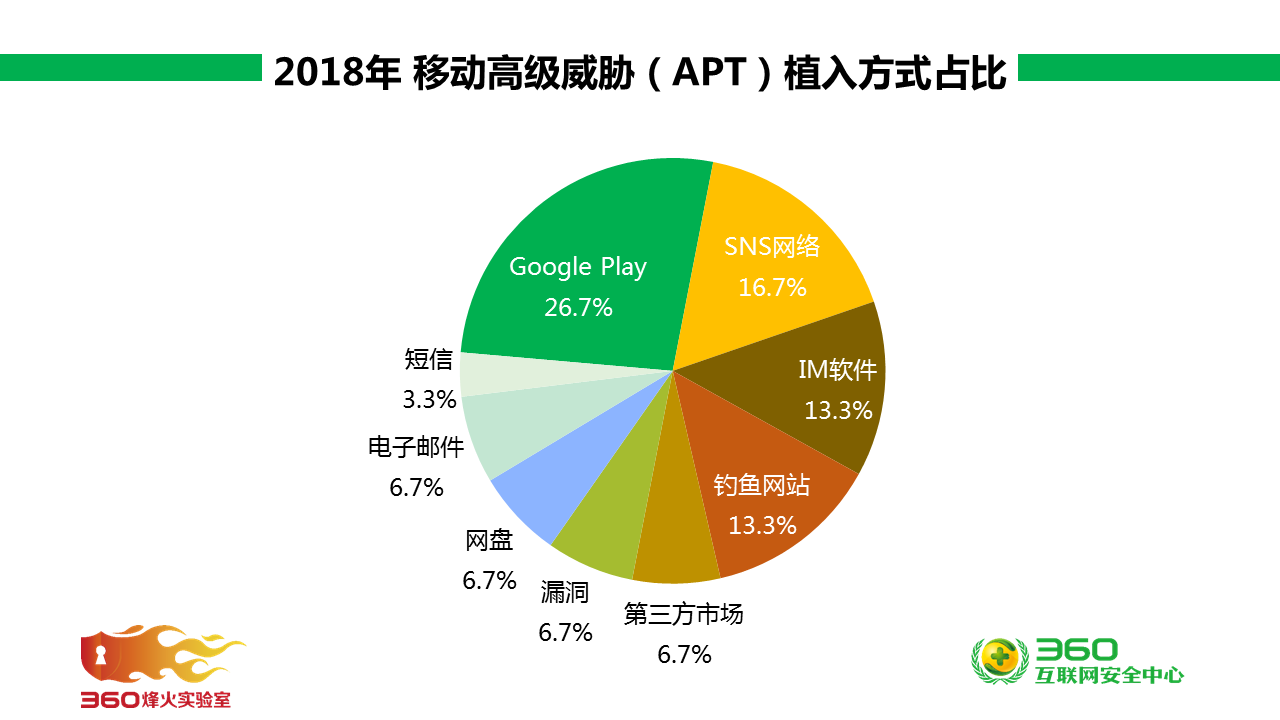 2018年 移动高级威胁（APT）植入方式占比
Google Play
26.7%
SNS网络
16.7%
IM软件
13.3%
钓鱼网站
13.3%
第三方市场
6.7%
漏洞
6.7%
网盘
6.7%
电子邮件
6.7%
短信
3.3%
360烽火实验室
360
互联网安全中心